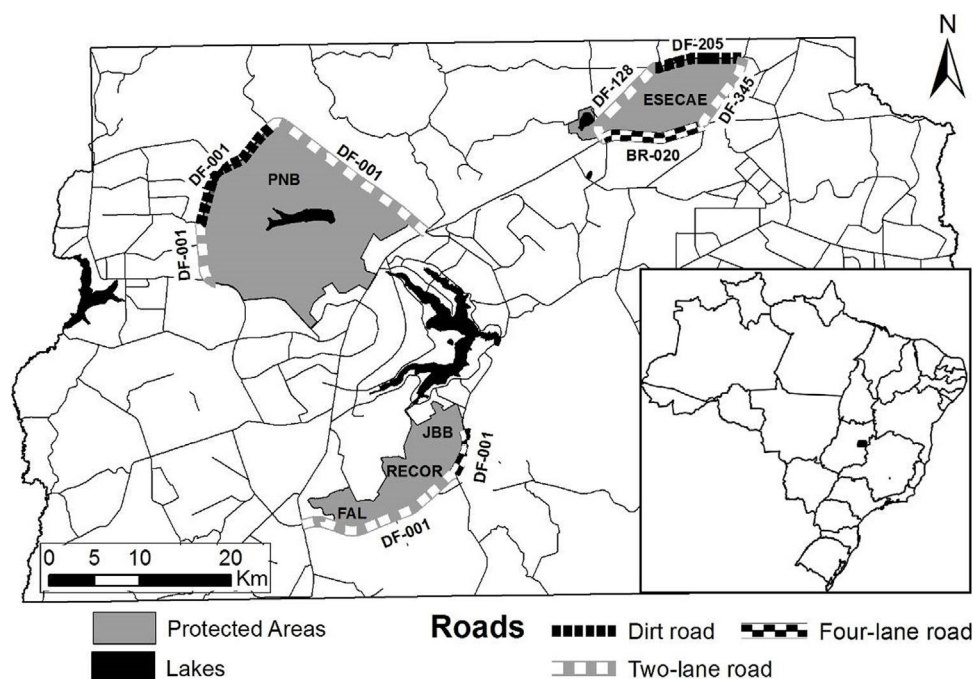 N
DF-205
DF-128
ESECAE
DF-345
BR-020
DF-001
PNB
DF-001
DF-001
JBB
RECOR
DF-001
FAL
DF-001
0 5 10 20
Km
Protected Areas
Lakes
Roads
Dirt road
Four-lane road
Two-lane road